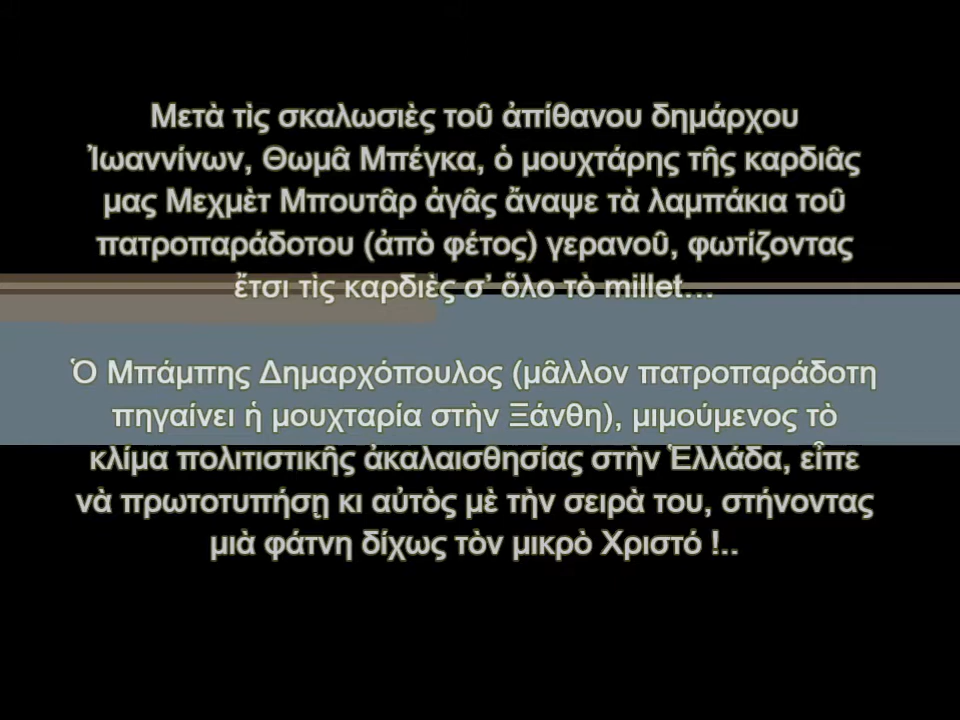 Μετὰ τὶς σκαλωσιὲς τοῦ ἀπίθανου δημάρχου
Ἰωαννίνων, Θωμᾶ Μπέγκα, ὁ μουχτάρης τῆς καρδιᾶς
μας Μεχμὲτ Μπουτᾶρ ἀγᾶς ἄναψε τὰ λαμπάκια τοῦ
πατροπαράδοτου (ἀπὸ φέτος) γερανοῦ, φωτίζοντας
ἔτσι τὶς καρδιὲς σ’ ὅλο τὸ millet…
Ὁ Μπάμπης Δημαρχόπουλος (μᾶλλον πατροπαράδοτη
πηγαίνει ἡ μουχταρία στὴν Ξάνθη), μιμούμενος τὸ
κλίμα πολιτιστικῆς ἀκαλαισθησίας στὴν Ἑλλάδα, εἶπε
νὰ πρωτοτυπήσῃ κι αὐτὸς μὲ τὴν σειρὰ του, στήνοντας
μιὰ φάτνη δίχως τὸν μικρὸ Χριστό !..